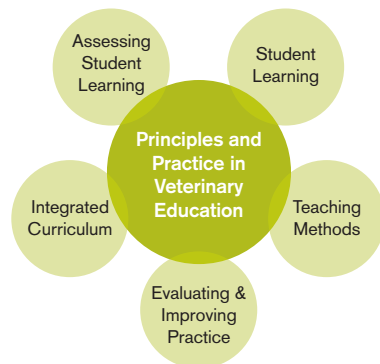 Assessing
Student
Learning
Student
Learning
Principles and
Practice in
Veterinary
Education
Integrated
Curriculum
Teaching
Methods
Evaluating &
Improving
Practice